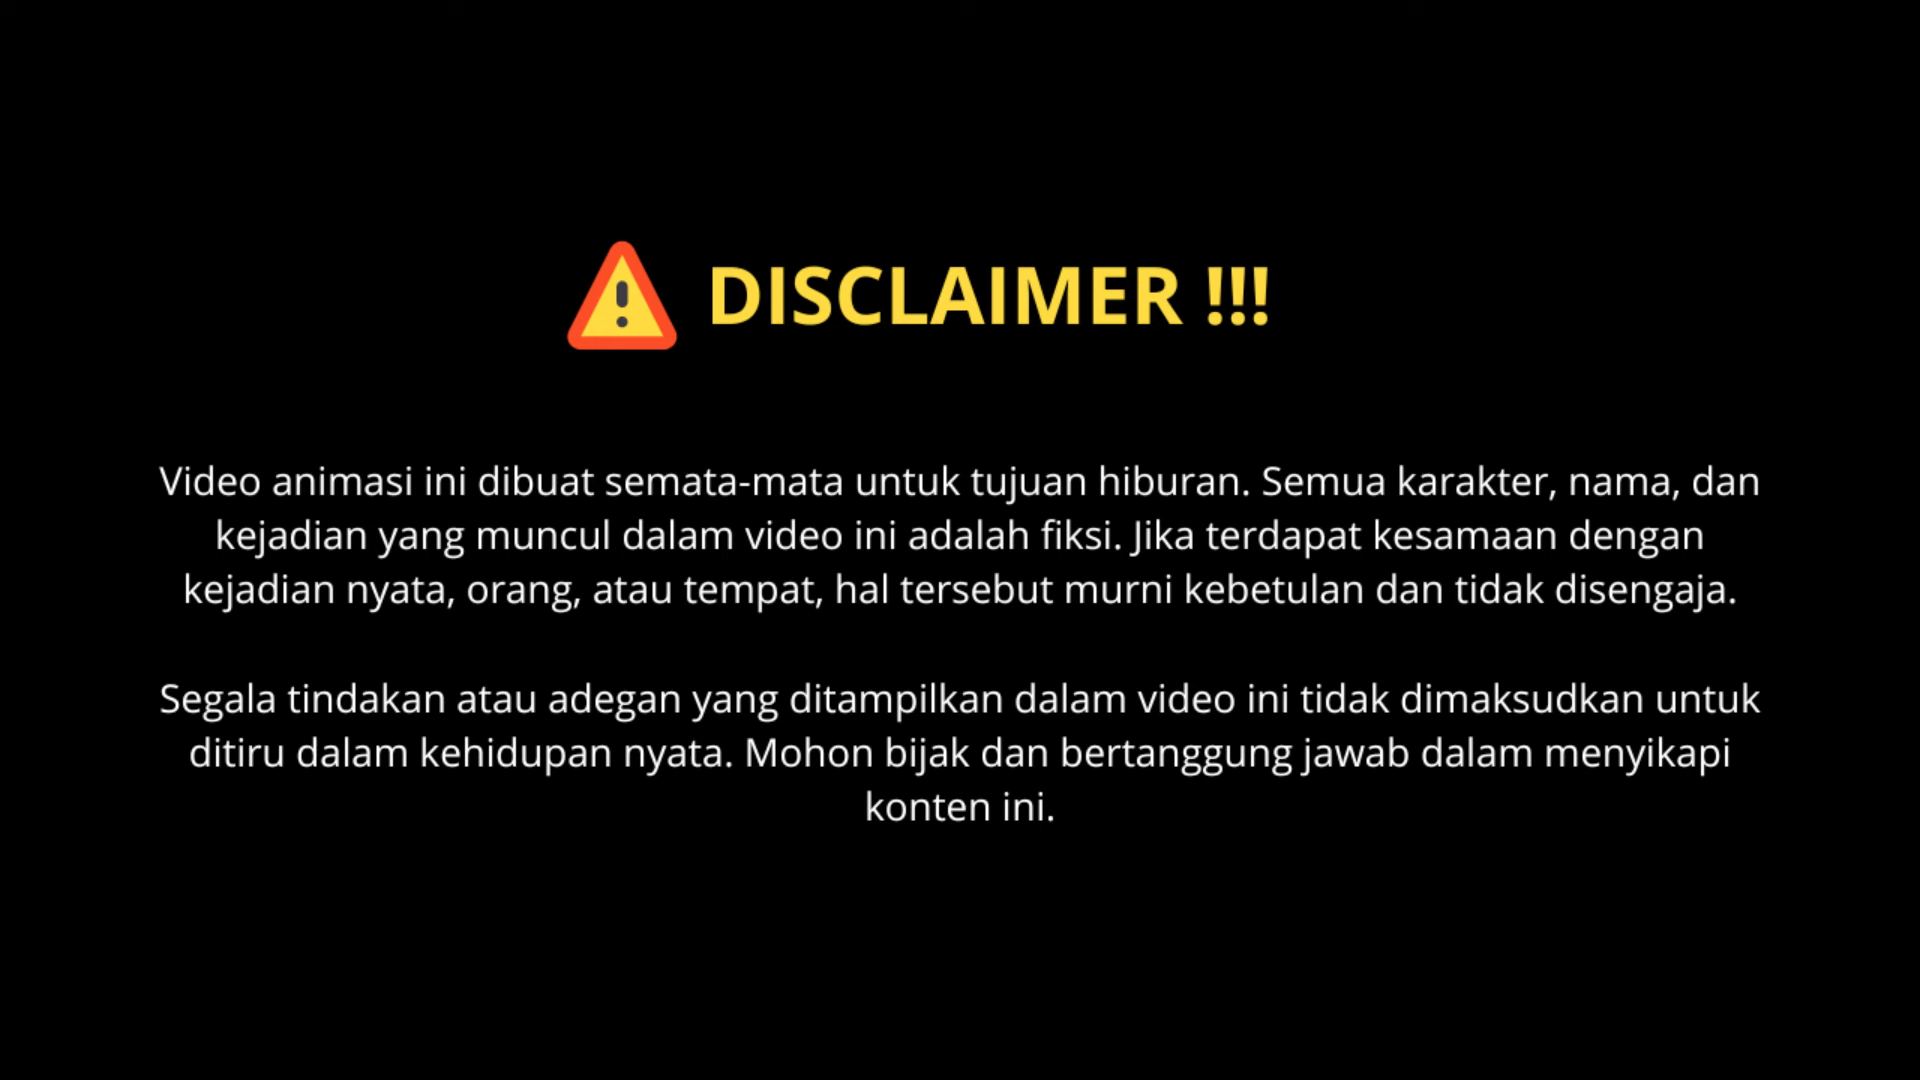 DISCLAIMER !!!
Video animasi ini dibuat semata-mata untuk tujuan hiburan. Semua karakter, nama, dan
kejadian yang muncul dalam video ini adalah fiksi. Jika terdapat kesamaan dengan
kejadian nyata, orang, atau tempat, hal tersebut murni kebetulan dan tidak disengaja.
Segala tindakan atau adegan yang ditampilkan dalam video ini tidak dimaksudkan untuk
ditiru dalam kehidupan nyata. Mohon bijak dan bertanggung jawab dalam menyikapi
konten ini.